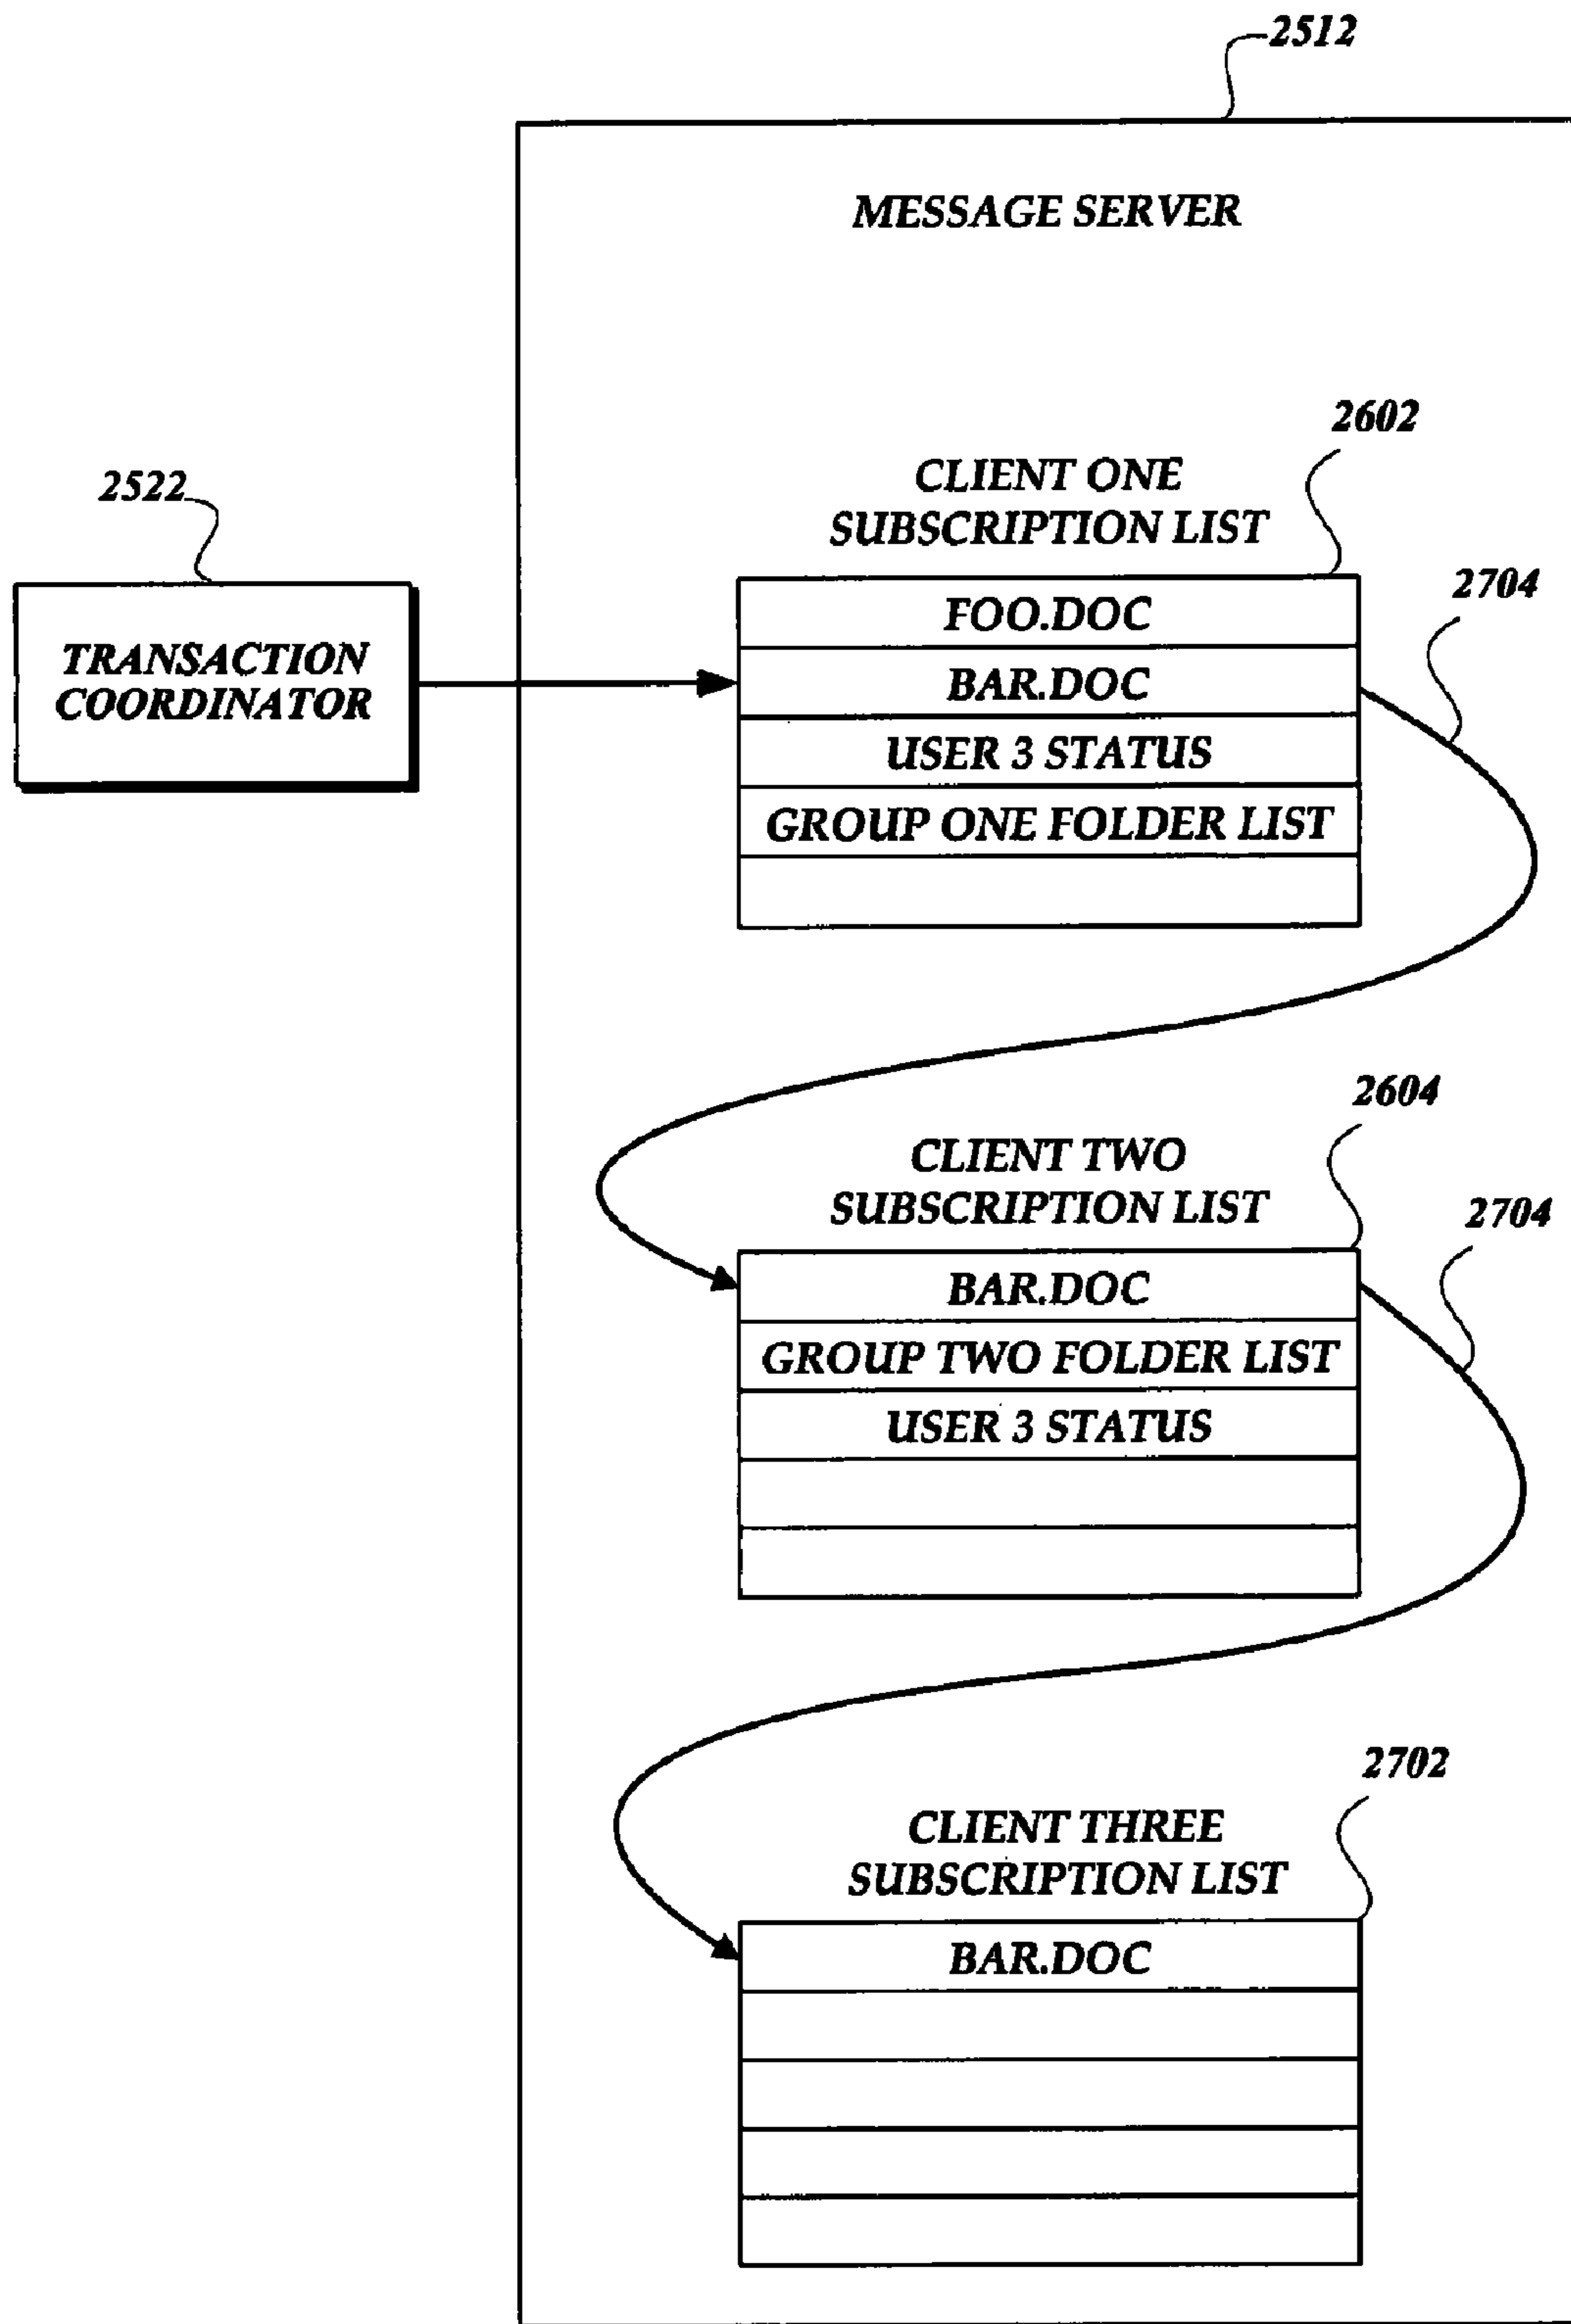 2512
MESSAGE SERVER
2602
CLIENT ONE
SUBSCRIPTION LIST
2522
2704
FOO.DOC
TRANSACTION
COORDINATOR
BAR.DOC
USER 3 STATUS
GROUP ONE FOLDER LIST
2604
CLIENT TWO
SUBSCRIPTION LIST
2704
BAR.DOC
GROUP TWO FOLDER LIST
USER 3 STATUS
2702
CLIENT THREE
SUBSCRIPTION LIST
BAR.DOC